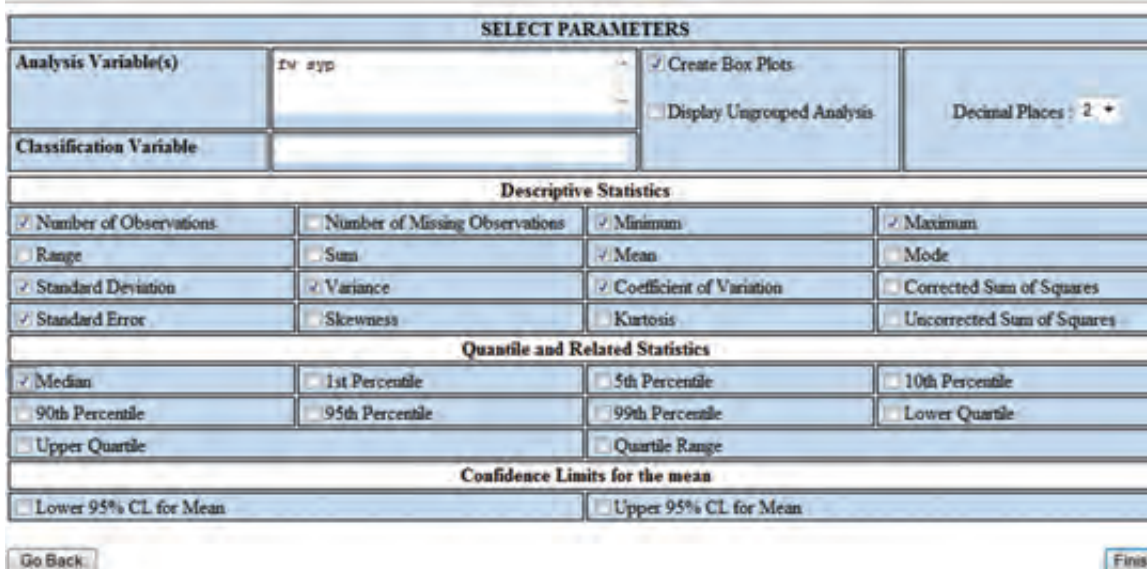 SELECT PARAMETERS
Analysis Variable(s)
fw syp
Create Box Plots
Display Ungrouped Analysis
Decimal Places : 2
Classification Variable
Descriptive Statistics
Number of Observations Number of Missing Observations Minimum Maximum
Range Sum Mean Mode
Standard Deviation Variance Coefficient of Variation Corrected Sum of Squares
Standard Error Skewness Kurtosis Uncorrected Sum of Squares
Quantile and Related Statistics
Median 1st Percentile 5th Percentile 10th Percentile
90th Percentile 95th Percentile 99th Percentile Lower Quartile
Upper Quartile Quartile Range
Confidence Limits for the mean
Lower 95% CL for Mean Upper 95% CL for Mean
Go Back Finis